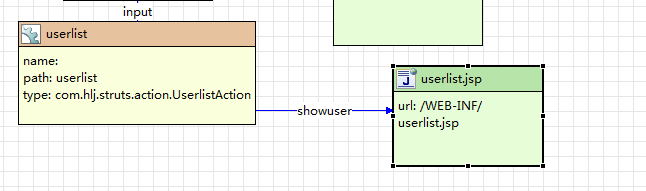 input
userlist
name:
path: userlist
type: com.hlj.struts.action.UserlistAction
showuser
userlist.jsp
url: /WEB-INF/
userlist.jsp